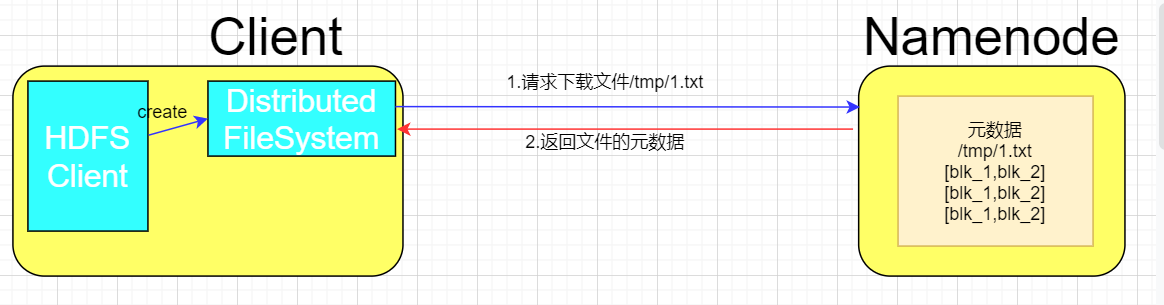 Client
Namenode
HDFS
Client
create
Distributed
FileSystem
1.请求下载文件/tmp/1.txt
2.返回文件的元数据
元数据
/tmp/1.txt
[blk_1,blk_2]
[blk_1,blk_2]
[blk_1,blk_2]